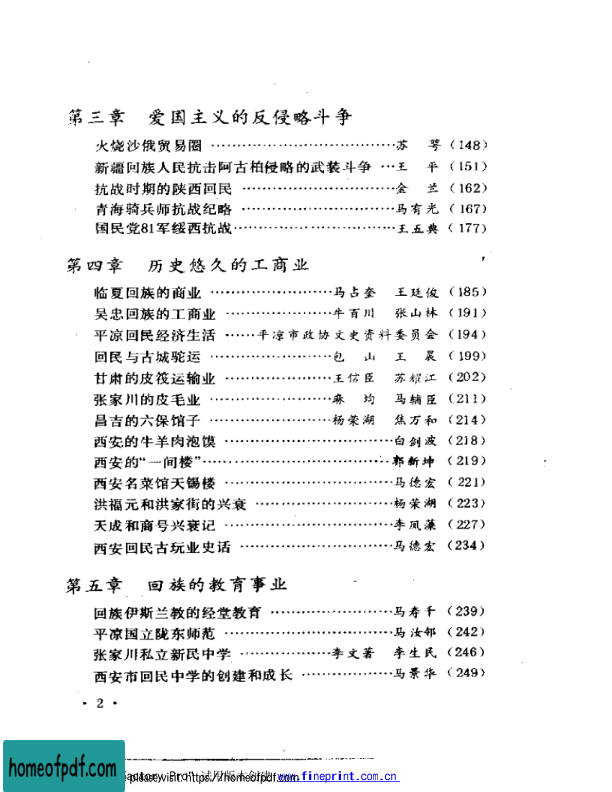 第三章 爱国主义的反侵略斗争
火烧沙俄贸易圈 …………………………… 苏 萼 (148)
新疆回族人民抗击阿古柏侵略的武装斗争 … 王 平 (151)
抗战时期的陕西回民 …………………… 金 兰 (162)
青海骑兵师抗战纪略 …………………… 马有光 (167)
国民党81军绥西抗战 …………………… 王五典 (177)
第四章 历史悠久的工商业
临夏回族的商业 ……………… 马占奎 王廷俊 (185)
吴忠回族的工商业 …………… 牛百川 张山林 (191)
平凉回民经济生活 …… 平凉市政协文史资料委员会 (194)
回民与古城驼运 ……………… 包 山 王 晨 (199)
甘肃的皮筏运输业 …………… 王信臣 苏耀江 (202)
张家川的皮毛业 ……………… 麻 均 马辅臣 (211)
昌吉的六保馆子 ……………… 杨荣湖 焦万和 (214)
西安的牛羊肉泡馍 …………………… 白剑波 (218)
西安的“一间楼” …………………… 郭新坤 (219)
西安名菜馆天锡楼 …………………… 马德宏 (221)
洪福元和洪家街的兴衰 ……………… 杨荣湖 (223)
天成和商号兴衰记 …………………… 李凤藻 (227)
西安回民古玩业史话 ………………… 马德宏 (234)
第五章 回族的教育事业
回族伊斯兰教的经堂教育 …………… 马寿千 (239)
平凉国立陇东师范 …………………… 马汝邻 (242)
张家川私立新民中学 ………… 李文著 李生民 (246)
西安市回民中学的创建和成长 ……… 马景华 (249)
· 2 ·
homeofpdf.com
please visit: https://homeofpdf.com
www.fineprint.com.cn